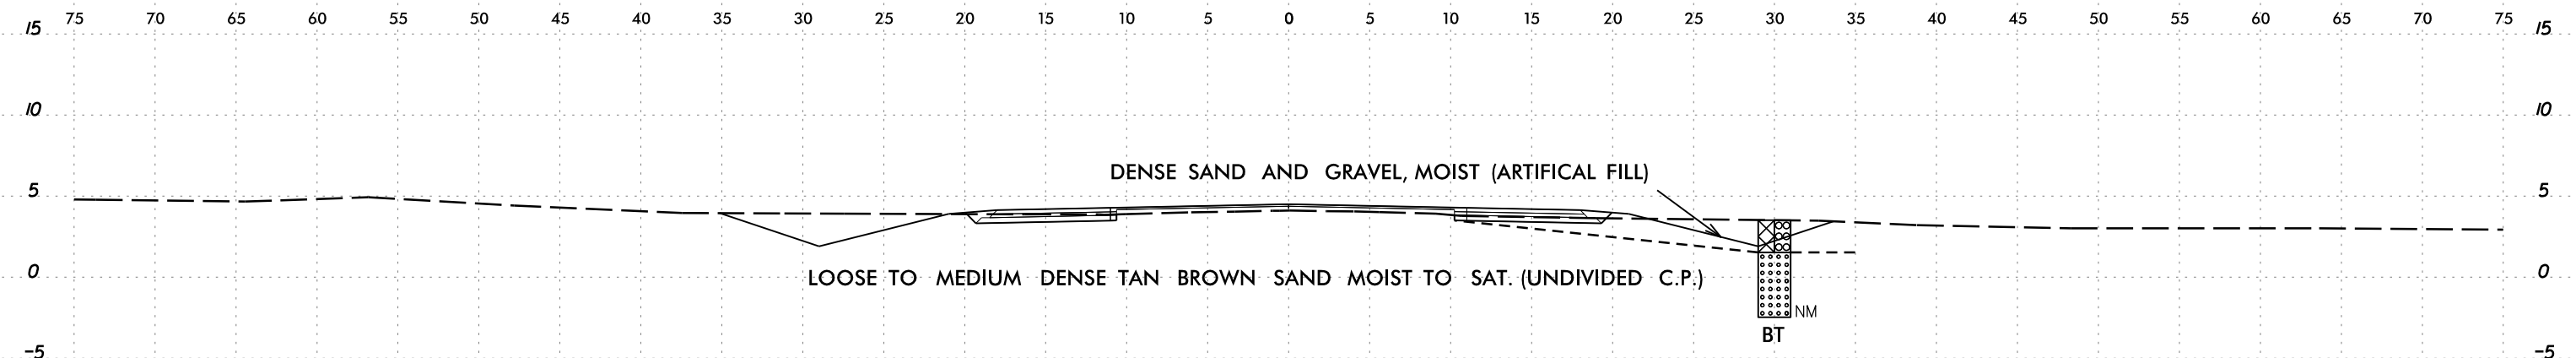 75 70 65 60 55 50 45 40 35 30 25 20 15 10 5 0 5 10 15 20 25 30 35 40 45 50 55 60 65 70 75
15 15
10 10
DENSE SAND AND GRAVEL, MOIST (ARTIFICAL FILL)
5 5
0 LOOSE TO MEDIUM DENSE TAN BROWN SAND MOIST TO SAT. (UNDIVIDED C.P.) 0
NM
BT
-5 -5